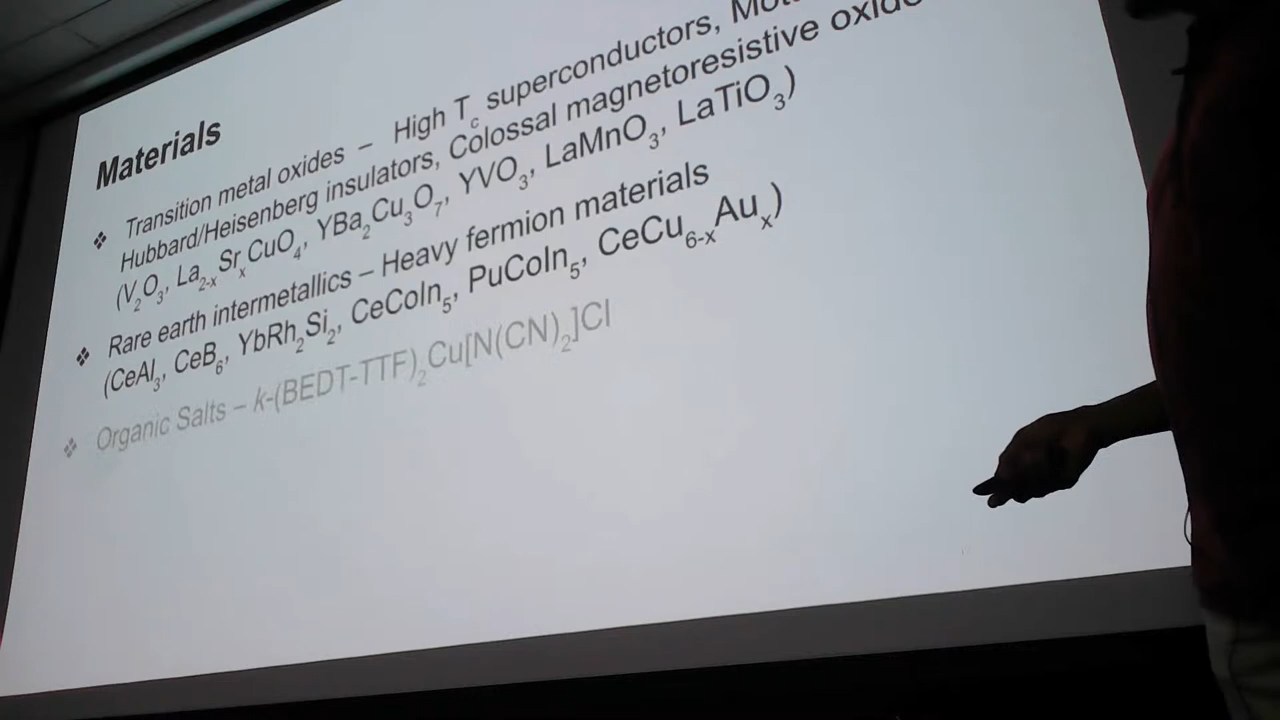 Materials
❖ Transition metal oxides – High Tc superconductors,
Hubbard/Heisenberg insulators, Colossal magnetoresistive
(V₂O₃, La₂₋ₓSrₓCuO₄, YBa₂Cu₃O₇, YVO₃, LaMnO₃, LaTiO₃)
❖ Rare earth intermetallics – Heavy fermion materials
(CeAl₃, CeB₆, YbRh₂Si₂, CeCoIn₅, PuCoIn₅, CeCu₆₋ₓAuₓ)
❖ Organic Salts – k-(BEDT-TTF)₂Cu[N(CN)₂]Cl